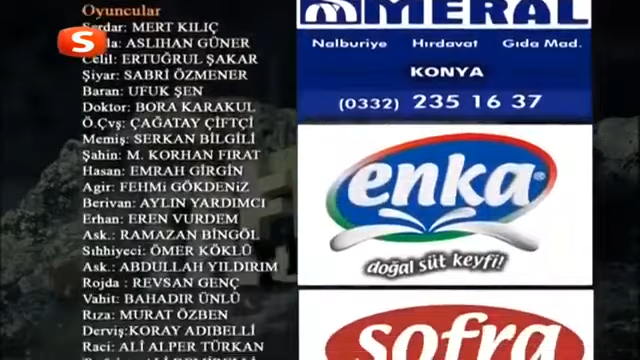 Oyuncular
Serdar: MERT KILIÇ
ASLIHAN GÜNER
Celil: ERTUĞRUL ŞAKAR
Şiyar: SABRİ ÖZMENER
Baran: UFUK ŞEN
Doktor: BORA KARAKUL
Ö.Çvş: ÇAĞATAY ÇİFTÇİ
Memiş: SERKAN BİLGİLİ
Şahin: M. KORHAN FIRAT
Hasan: EMRAH GİRGİN
Agir: FEHMi GÖKDENiZ
Berivan: AYLIN YARDIMCI
Erhan: EREN VURDEM
Ask.: RAMAZAN BİNGÖL
Sıhhiyeci: ÖMER KÖKLÜ
Ask.: ABDULLAH YILDIRIM
Rojda : REVSAN GENÇ
Vahit: BAHADIR ÜNLÜ
Rıza: MURAT ÖZBEN
Derviş:KORAY ADIBELLİ
Raci: ALİ ALPER TÜRKAN
S
MERAL
Nalburiye Hırdavat Gıda Mad.
KONYA
(0332) 235 16 37
enka®
doğal süt keyfi!
sofra